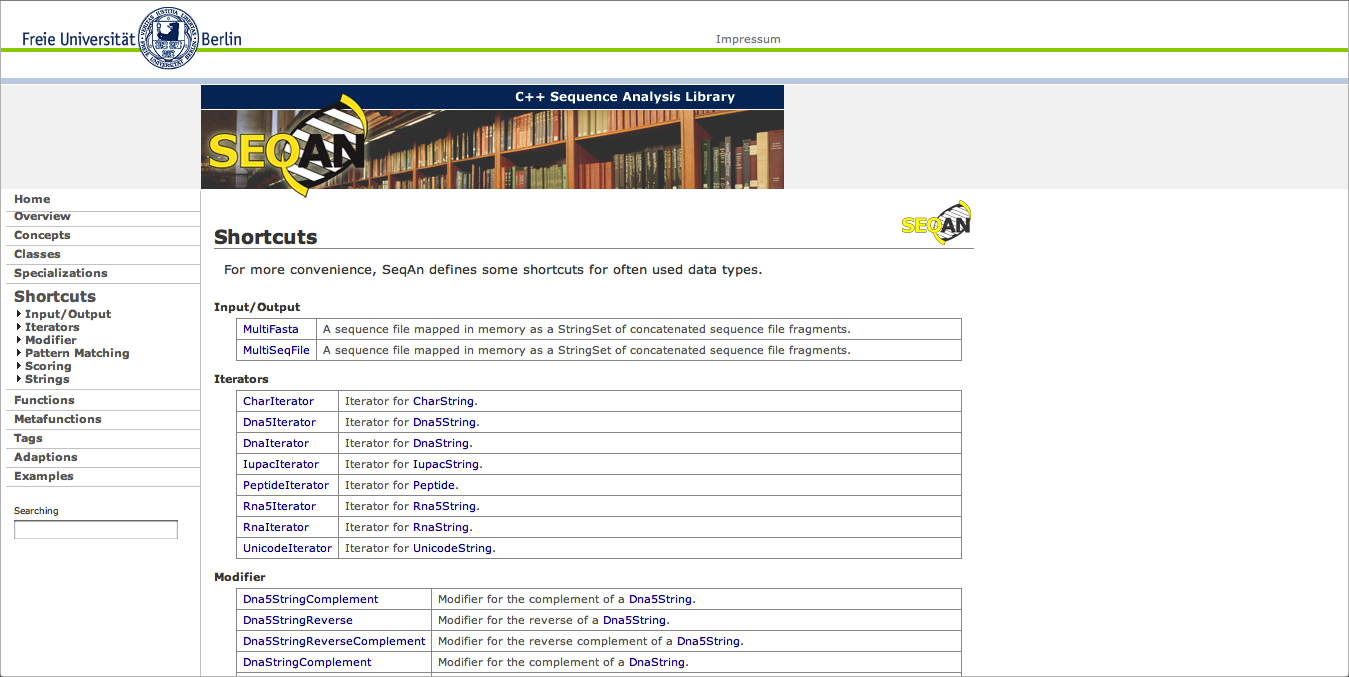 Freie Universität Berlin
Impressum
C++ Sequence Analysis Library
SEQAN
Home
Overview
Concepts
Classes
Specializations
Shortcuts
Input/Output
Iterators
Modifier
Pattern Matching
Scoring
Strings
Functions
Metafunctions
Tags
Adaptions
Examples
Searching
SEQAN
Shortcuts
For more convenience, SeqAn defines some shortcuts for often used data types.
Input/Output
MultiFasta A sequence file mapped in memory as a StringSet of concatenated sequence file fragments.
MultiSeqFile A sequence file mapped in memory as a StringSet of concatenated sequence file fragments.
Iterators
CharIterator Iterator for CharString.
Dna5Iterator Iterator for Dna5String.
DnaIterator Iterator for DnaString.
IupacIterator Iterator for IupacString.
PeptideIterator Iterator for Peptide.
Rna5Iterator Iterator for Rna5String.
RnaIterator Iterator for RnaString.
UnicodeIterator Iterator for UnicodeString.
Modifier
Dna5StringComplement Modifier for the complement of a Dna5String.
Dna5StringReverse Modifier for the reverse of a Dna5String.
Dna5StringReverseComplement Modifier for the reverse complement of a Dna5String.
DnaStringComplement Modifier for the complement of a DnaString.